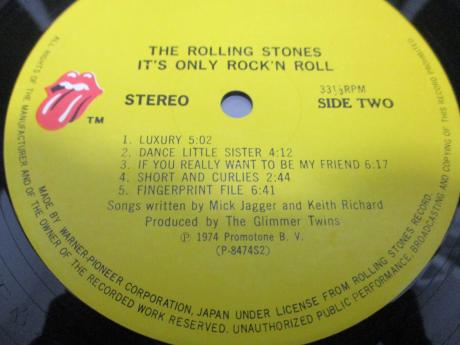 THE ROLLING STONES
IT'S ONLY ROCK'N ROLL
TM
STEREO
33⅓RPM
SIDE TWO
1. LUXURY 5:02
2. DANCE LITTLE SISTER 4:12
3. IF YOU REALLY WANT TO BE MY FRIEND 6:17
4. SHORT AND CURLIES 2:44
5. FINGERPRINT FILE 6:41
Songs written by Mick Jagger and Keith Richard
Produced by The Glimmer Twins
Ⓟ 1974 Promotone B. V.
(P-8474S2)
MADE BY WARNER-PIONEER CORPORATION, JAPAN UNDER LICENSE FROM ROLLING STONES RECORD.
ALL RIGHTS OF THE MANUFACTURER AND OF THE OWNER OF THE RECORDED WORK RESERVED. UNAUTHORIZED PUBLIC PERFORMANCE, BROADCASTING AND COPYING OF THIS RECORD PROHIBITED